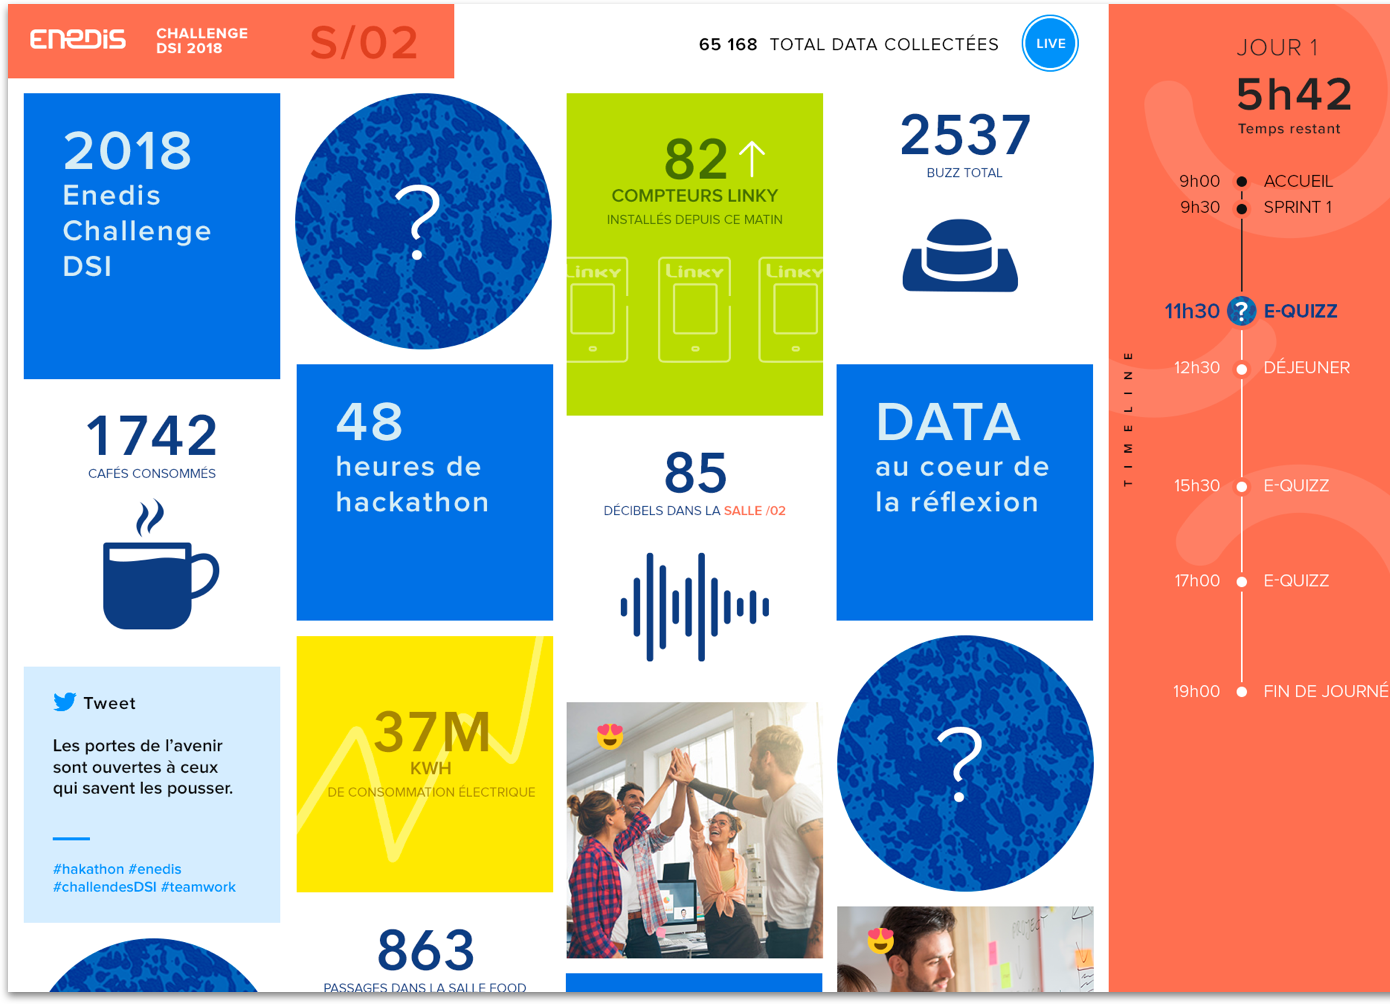 enedis
CHALLENGE
DSI 2018
S/02
65 168 TOTAL DATA COLLECTÉES
LIVE
2018
Enedis
Challenge
DSI
?
82
COMPTEURS LINKY
INSTALLÉS DEPUIS CE MATIN
Linky
Linky
Linky
2537
BUZZ TOTAL
1742
CAFÉS CONSOMMÉS
48
heures de
hackathon
85
DÉCIBELS DANS LA SALLE /02
DATA
au coeur de
la réflexion
Tweet
Les portes de l'avenir
sont ouvertes à ceux
qui savent les pousser.
#hakathon #enedis
#challendesDSI #teamwork
37M
KWH
DE CONSOMMATION ÉLECTRIQUE
?
863
PASSAGES DANS LA SALLE FOOD
JOUR 1
5h42
Temps restant
TIMELINE
9h00 ACCUEIL
9h30 SPRINT 1
11h30 ? E-QUIZZ
12h30 DÉJEUNER
15h30 E-QUIZZ
17h00 E-QUIZZ
19h00 FIN DE JOURNÉ